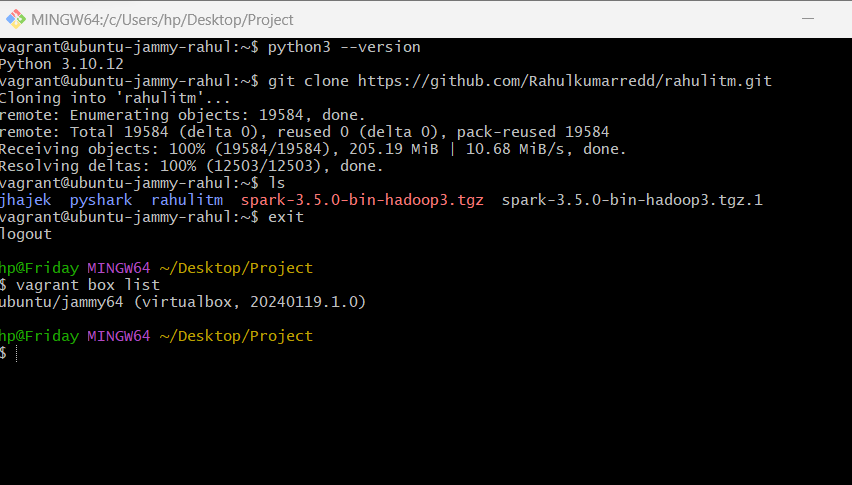 MINGW64:/c/Users/hp/Desktop/Project
vagrant@ubuntu-jammy-rahul:~$ python3 --version
Python 3.10.12
vagrant@ubuntu-jammy-rahul:~$ git clone https://github.com/Rahulkumarredd/rahulitm.git
Cloning into 'rahulitm'...
remote: Enumerating objects: 19584, done.
remote: Total 19584 (delta 0), reused 0 (delta 0), pack-reused 19584
Receiving objects: 100% (19584/19584), 205.19 MiB | 10.68 MiB/s, done.
Resolving deltas: 100% (12503/12503), done.
vagrant@ubuntu-jammy-rahul:~$ ls
jhajek  pyshark  rahulitm  spark-3.5.0-bin-hadoop3.tgz  spark-3.5.0-bin-hadoop3.tgz.1
vagrant@ubuntu-jammy-rahul:~$ exit
logout
hp@Friday MINGW64 ~/Desktop/Project
$ vagrant box list
ubuntu/jammy64 (virtualbox, 20240119.1.0)
hp@Friday MINGW64 ~/Desktop/Project
$